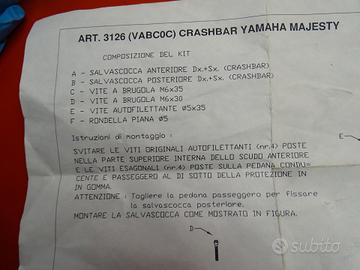 ART. 3126 (VABC0C) CRASHBAR YAMAHA MAJESTY
COMPOSIZIONE DEL KIT
A - SALVASCOCCA ANTERIORE Dx.+Sx. (CRASHBAR)
B - SALVASCOCCA POSTERIORE Dx.+Sx. (CRASHBAR)
C - VITE A BRUGOLA M6x35
D - VITE A BRUGOLA M6x30
E - VITE AUTOFILETTANTE ø5x35
F - RONDELLA PIANA ø5
Istruzioni di montaggio :
SVITARE LE VITI ORIGINALI AUTOFILETTANTI (nr.4) POSTE
NELLA PARTE SUPERIORE INTERNA DELLO SCUDO ANTERIORE
E LE VITI ESAGONALI (nr.4) POSTE SULLA PEDANA CONDU=
CENTE E PASSEGGERO AL DI SOTTO DELLA PROTEZIONE IN
IN GOMMA.
ATTENZIONE : Togliere la pedana passeggero per fissare
la salvascocca posteriore.
MONTARE LA SALVASCOCCA COME MOSTRATO IN FIGURA.
D
E
subito